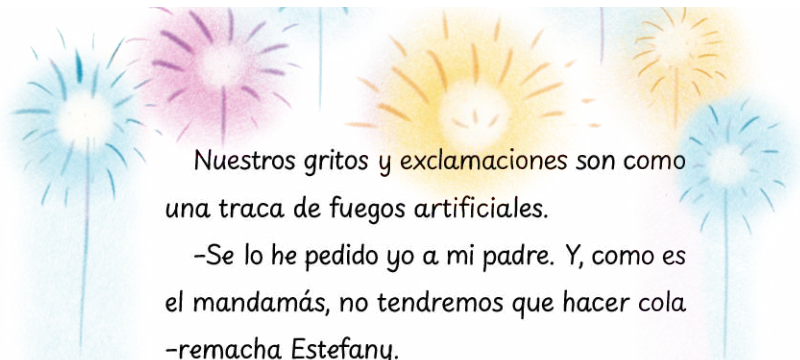 Nuestros gritos y exclamaciones son como
una traca de fuegos artificiales.
-Se lo he pedido yo a mi padre. Y, como es
el mandamás, no tendremos que hacer cola
-remacha Estefany.